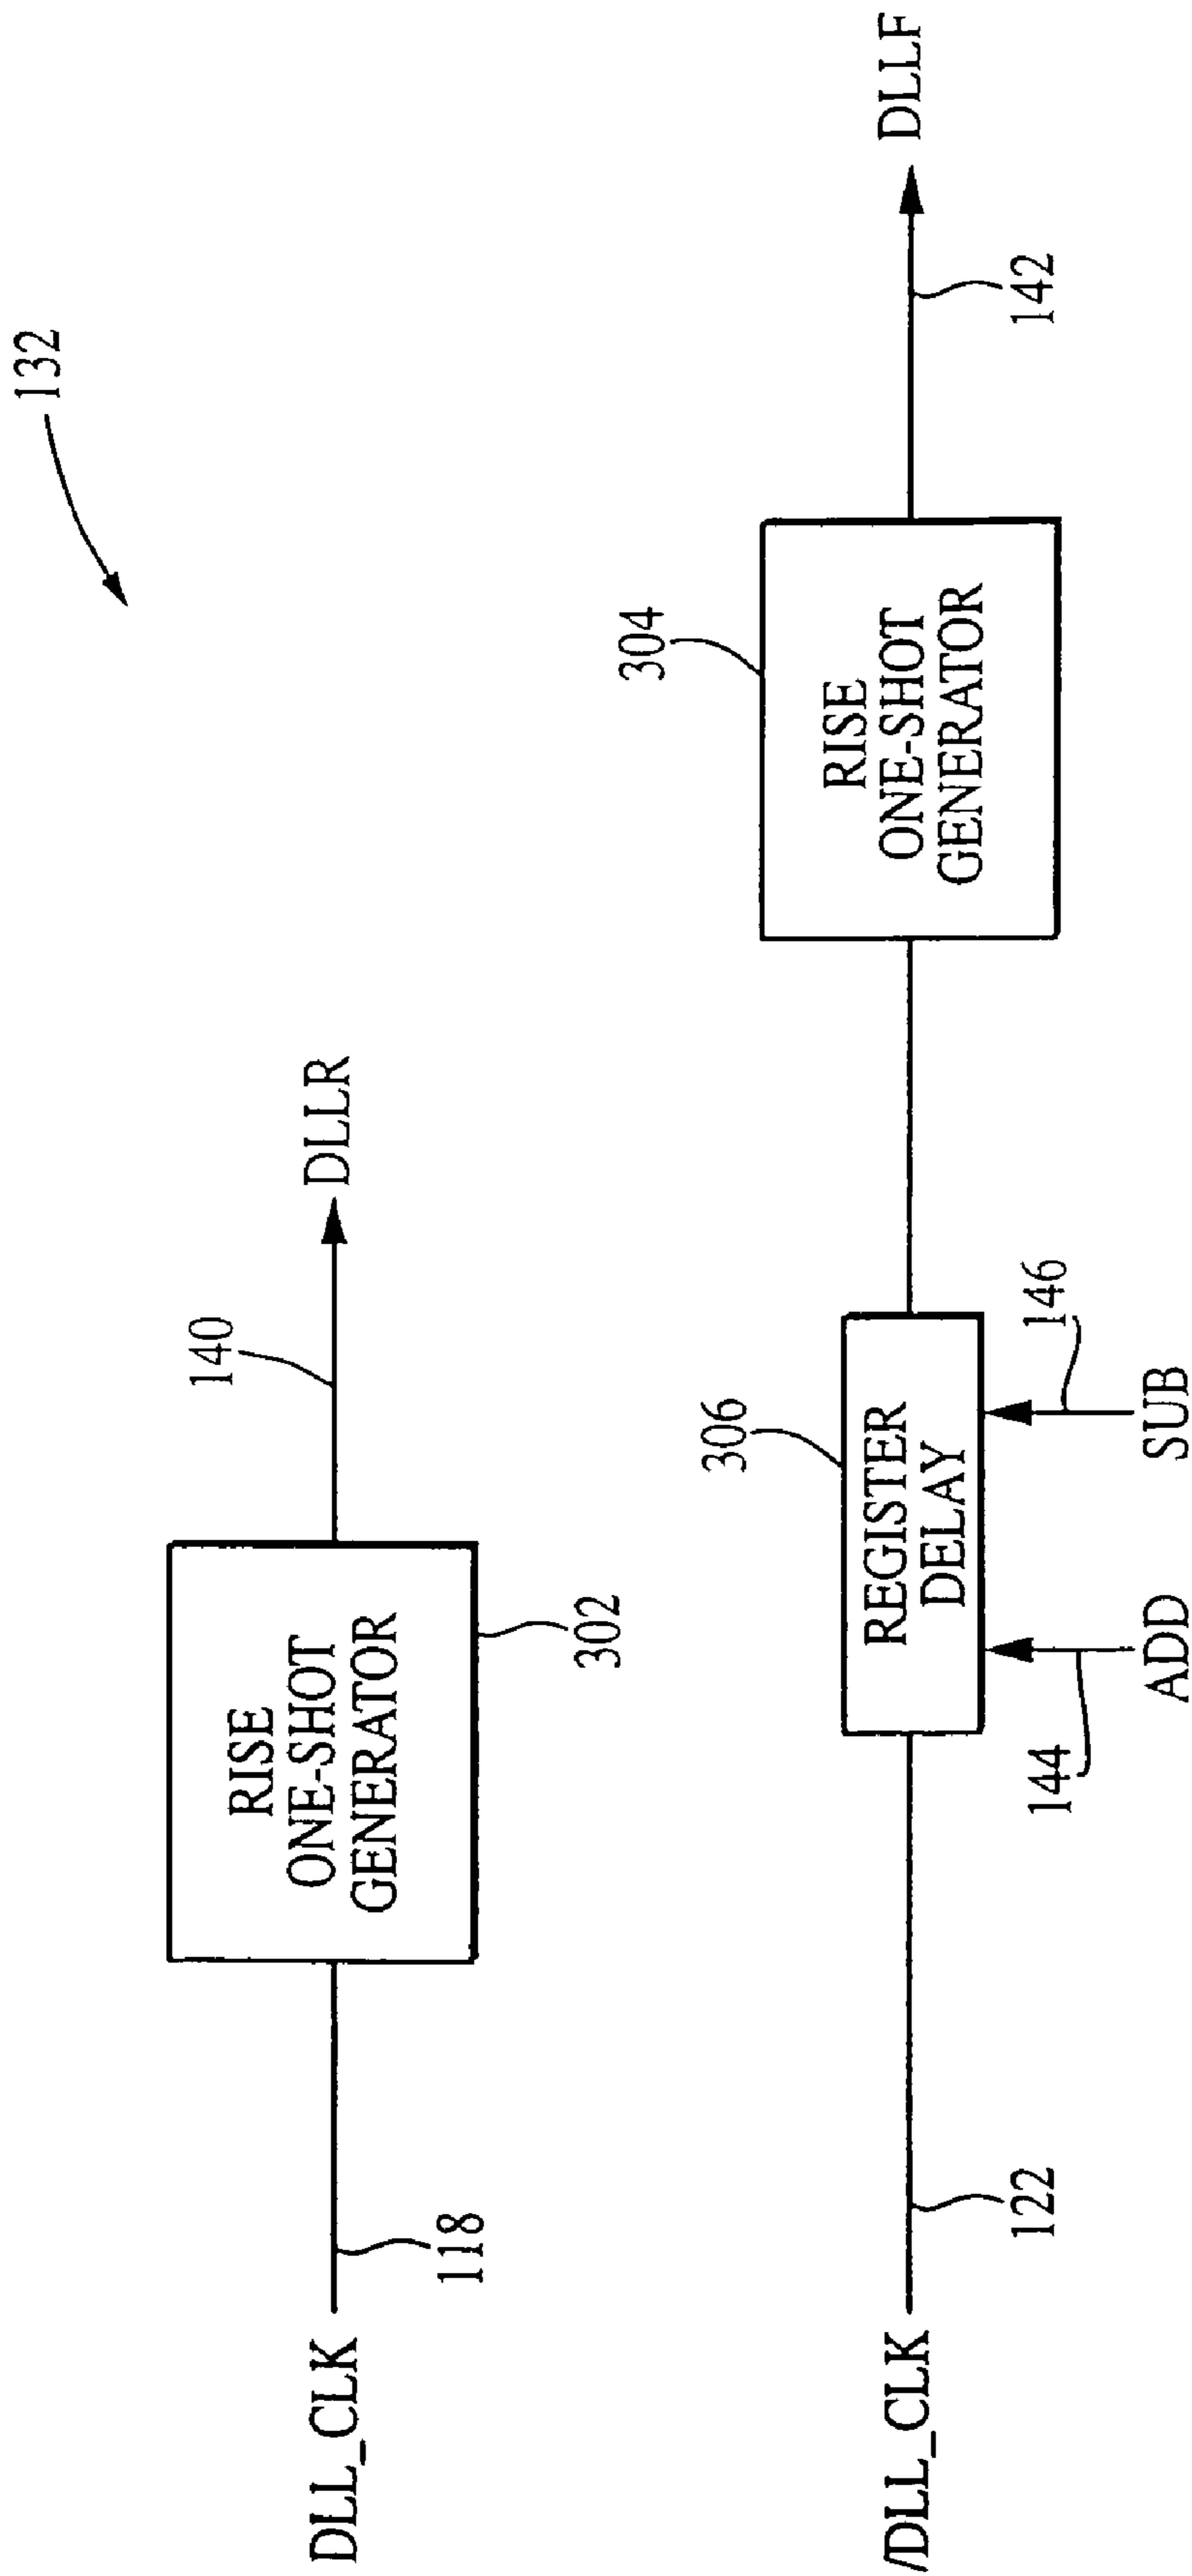 132
DLL_CLK
118
RISE
ONE-SHOT
GENERATOR
302
140
DLLR
/DLL_CLK
122
REGISTER
DELAY
306
144
ADD
146
SUB
RISE
ONE-SHOT
GENERATOR
304
142
DLLF